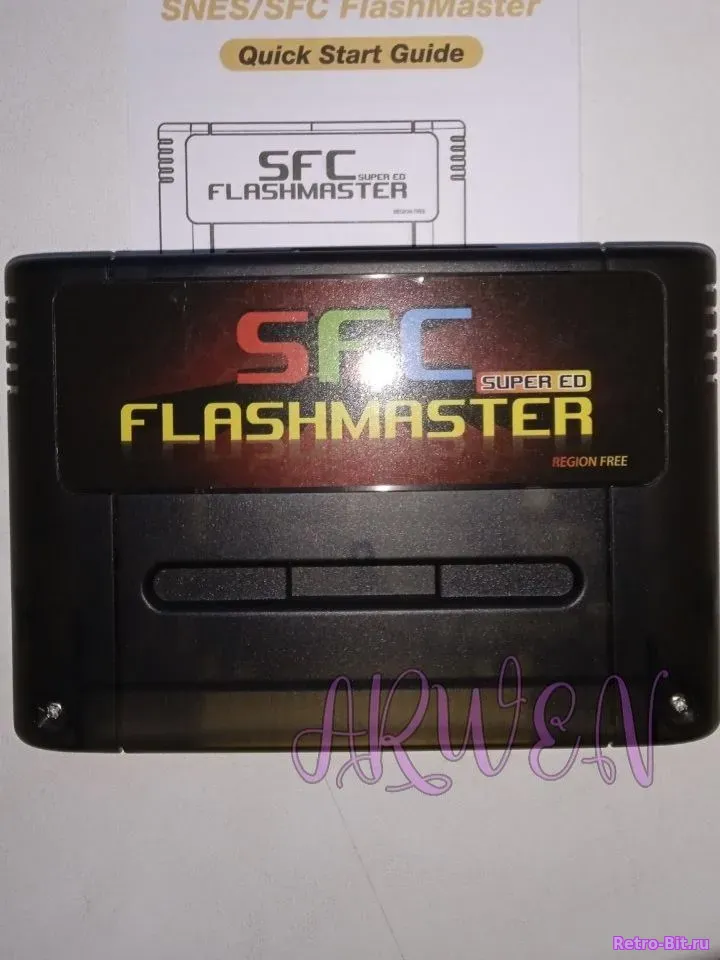 SNES/SFC FlashMaster
Quick Start Guide
SFC
SUPER ED
FLASHMASTER
REGION FREE
SFC
SUPER ED
FLASHMASTER
REGION FREE
ARWEN
Retro-Bit.ru